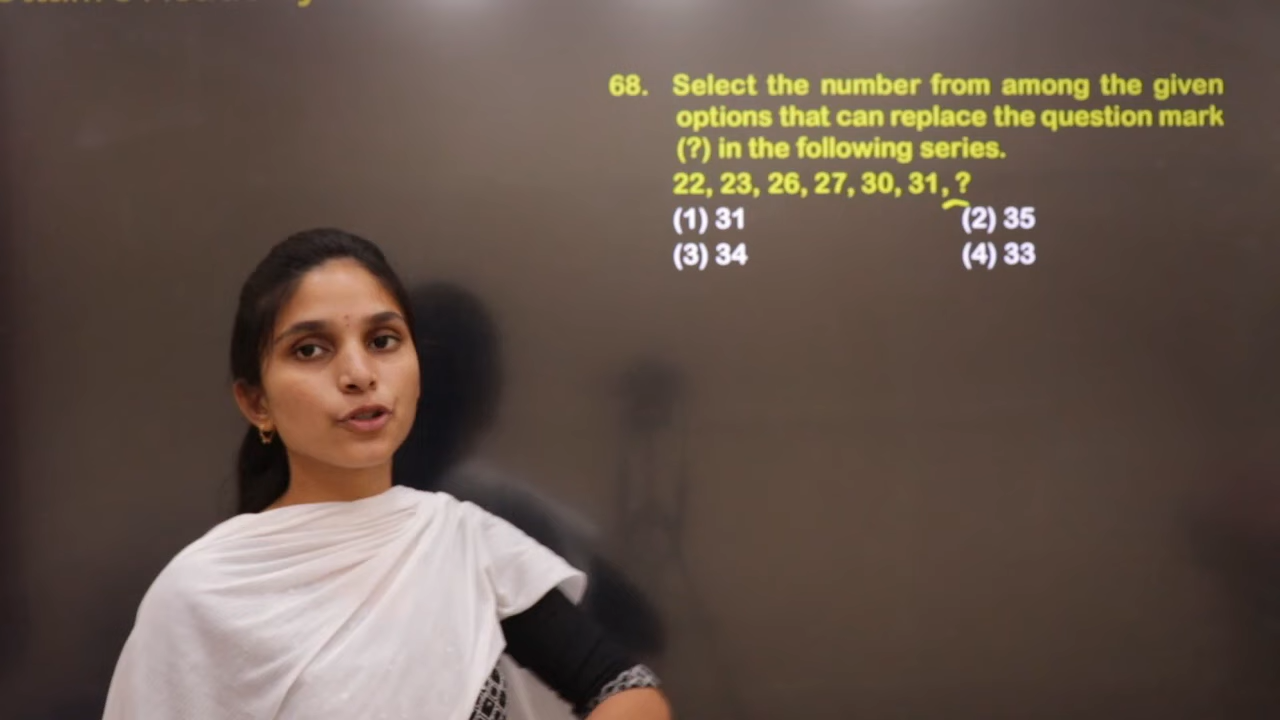 68. Select the number from among the given
options that can replace the question mark
(?) in the following series.
22, 23, 26, 27, 30, 31, ?
(1) 31 (2) 35
(3) 34 (4) 33